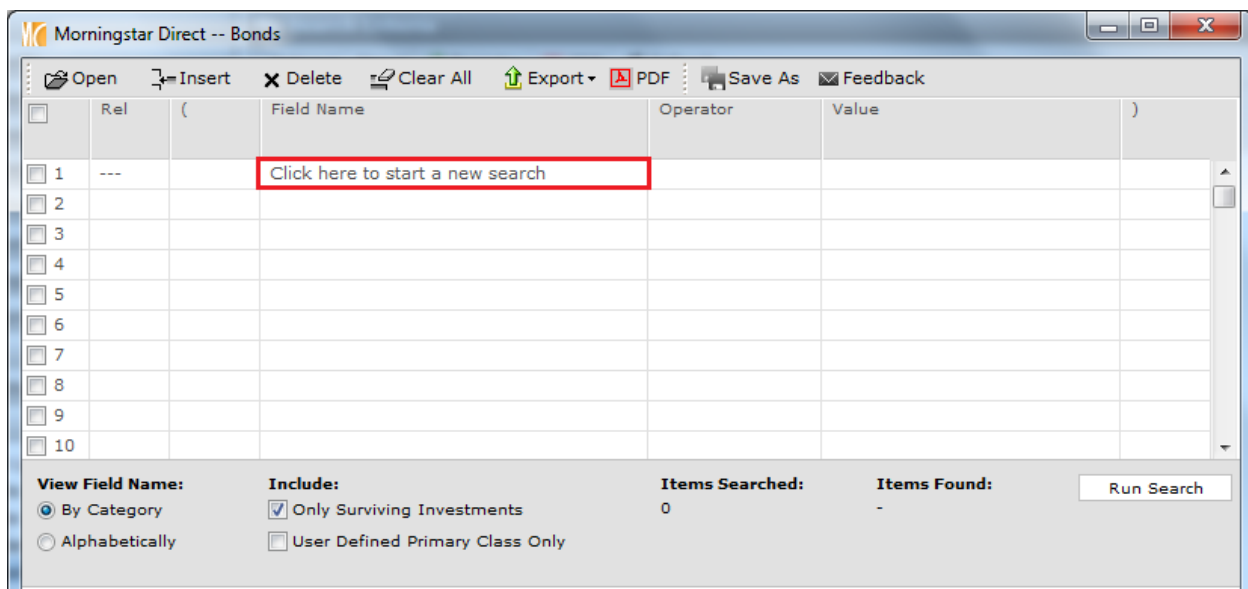 Morningstar Direct -- Bonds
Open Insert Delete Clear All Export PDF Save As Feedback
Rel ( Field Name Operator Value )
1 --- Click here to start a new search
2
3
4
5
6
7
8
9
10
View Field Name: Include: Items Searched: Items Found: Run Search
By Category Only Surviving Investments 0 -
Alphabetically User Defined Primary Class Only